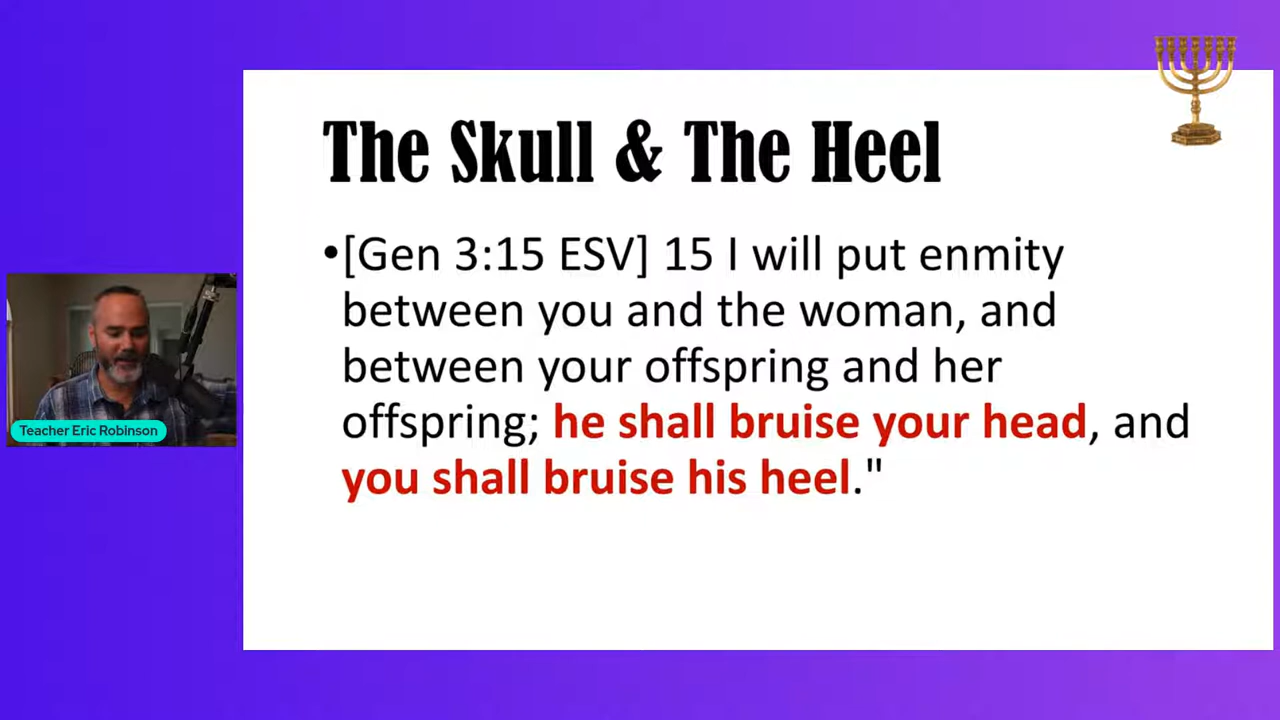 The Skull & The Heel
•[Gen 3:15 ESV] 15 I will put enmity
between you and the woman, and
between your offspring and her
offspring; he shall bruise your head, and
you shall bruise his heel."
Teacher Eric Robinson